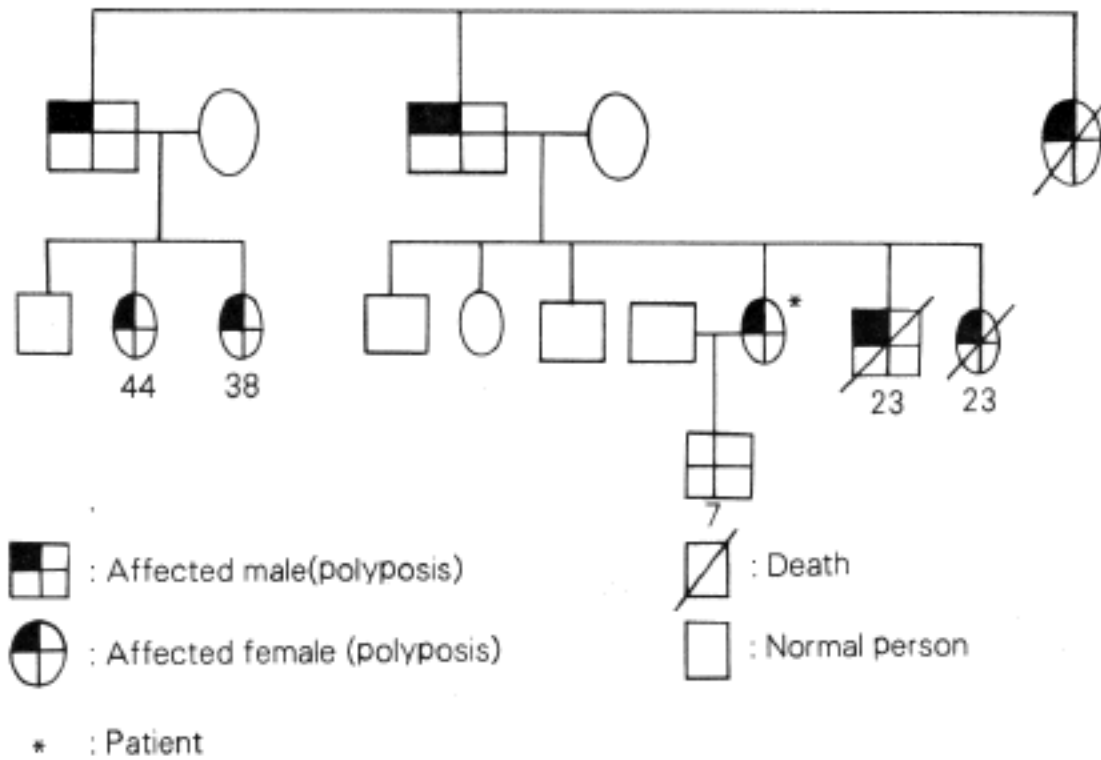 *
44 38 23 23
7
: Affected male(polyposis)
: Death
: Affected female (polyposis)
: Normal person
* : Patient